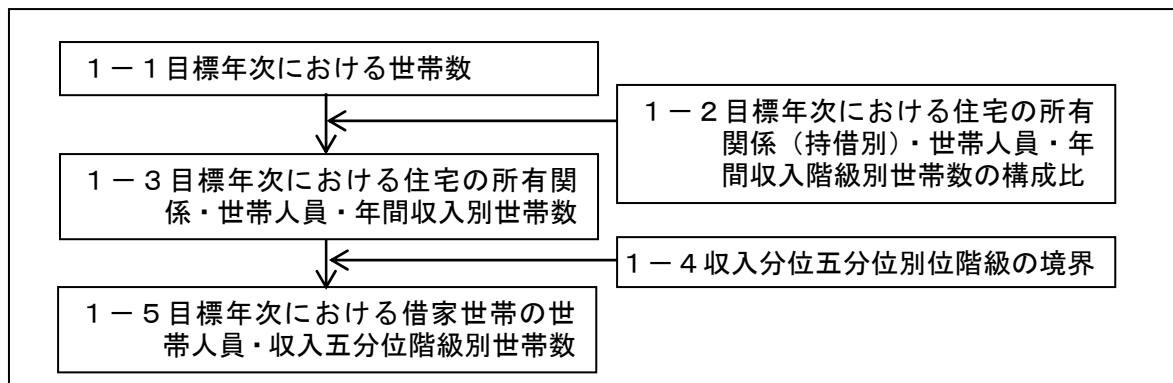 1-1目標年次における世帯数
1-2目標年次における住宅の所有
関係(持借別)・世帯人員・年
間収入階級別世帯数の構成比
1-3目標年次における住宅の所有関
係・世帯人員・年間収入別世帯数
1-4収入分位五分位別位階級の境界
1-5目標年次における借家世帯の世
帯人員・収入五分位階級別世帯数